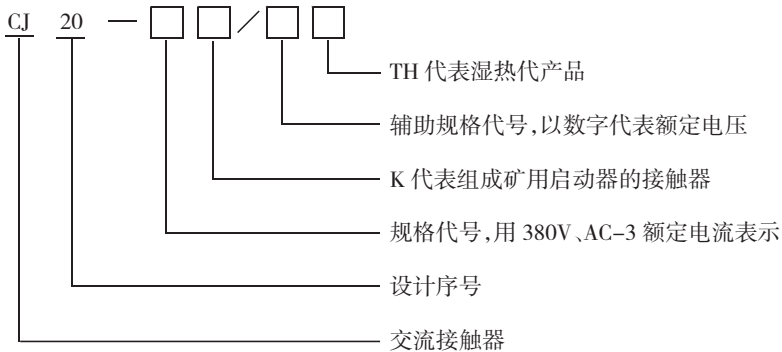 CJ 20 — □ □ / □ □
TH 代表湿热代产品
辅助规格代号,以数字代表额定电压
K 代表组成矿用启动器的接触器
规格代号,用 380V、AC-3 额定电流表示
设计序号
交流接触器